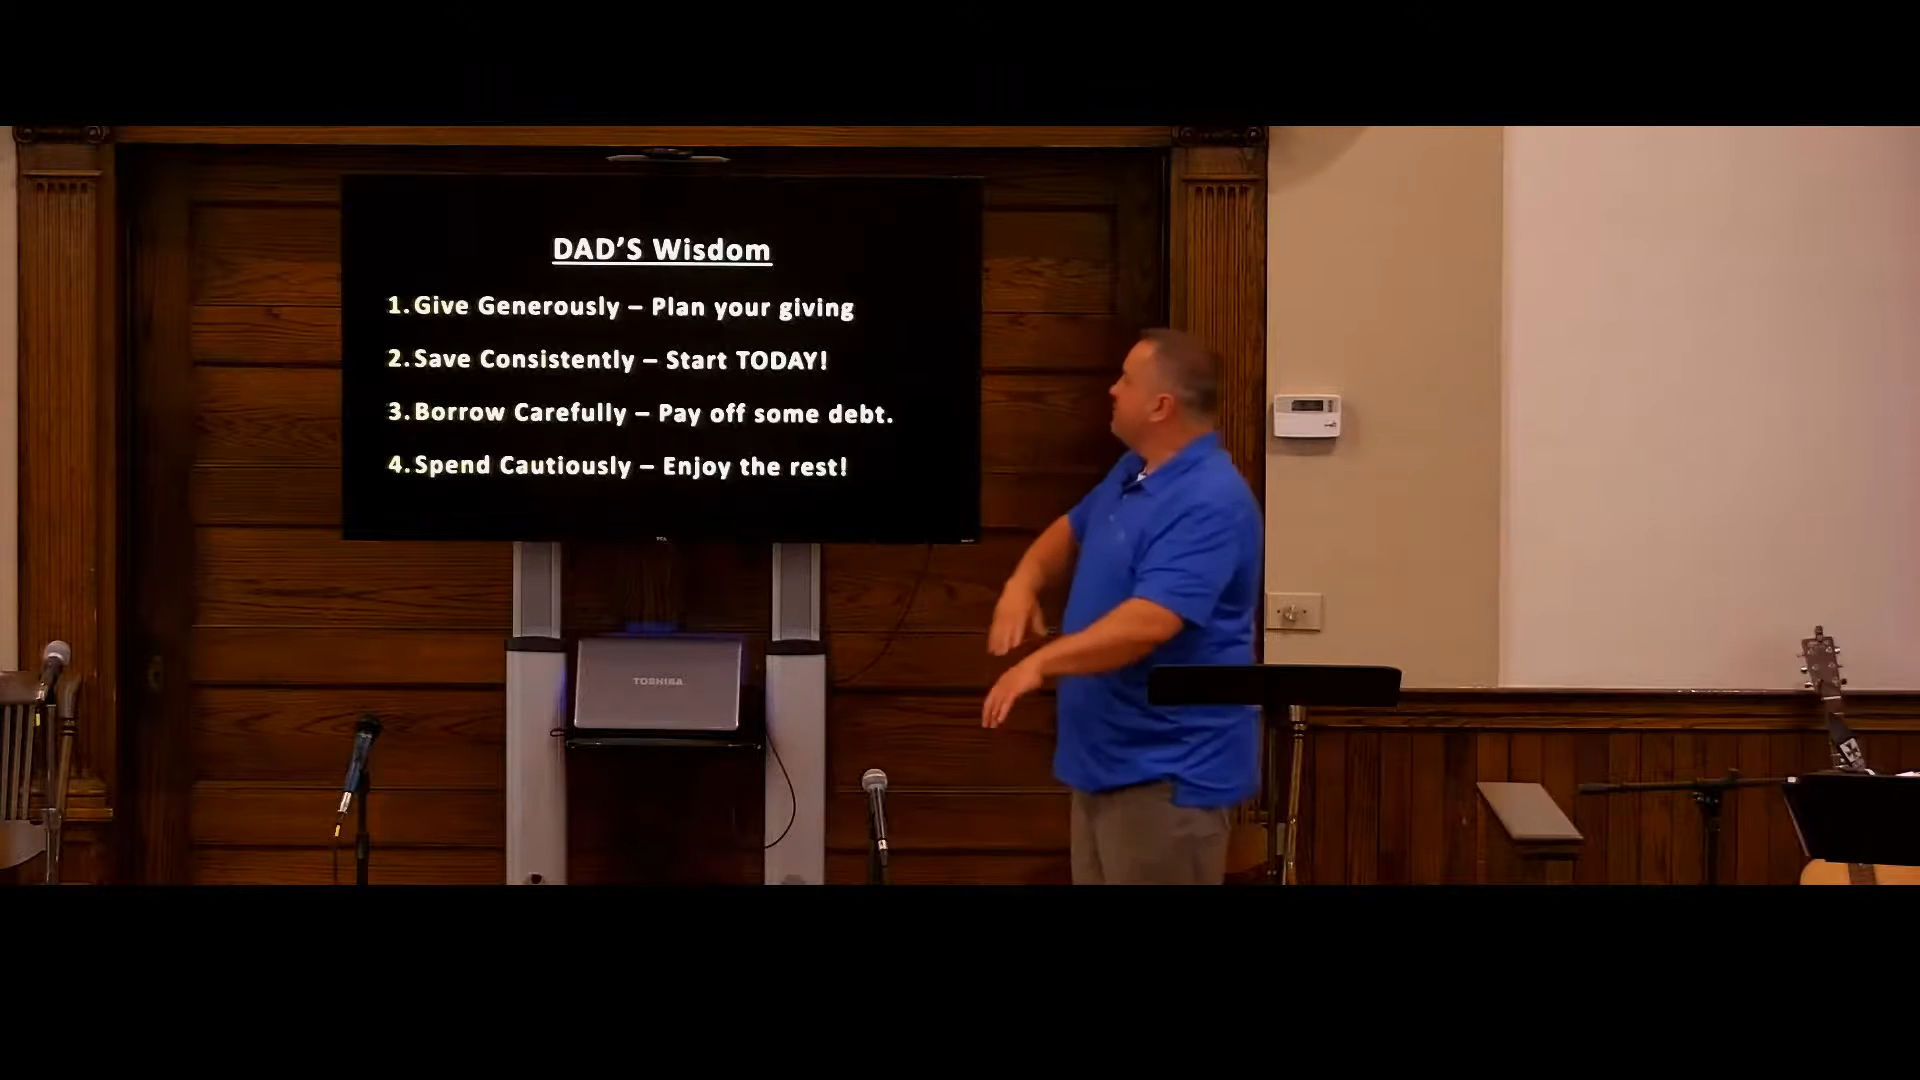 DAD'S Wisdom
1. Give Generously – Plan your giving
2. Save Consistently – Start TODAY!
3. Borrow Carefully – Pay off some debt.
4. Spend Cautiously – Enjoy the rest!
TCL
TOSHIBA